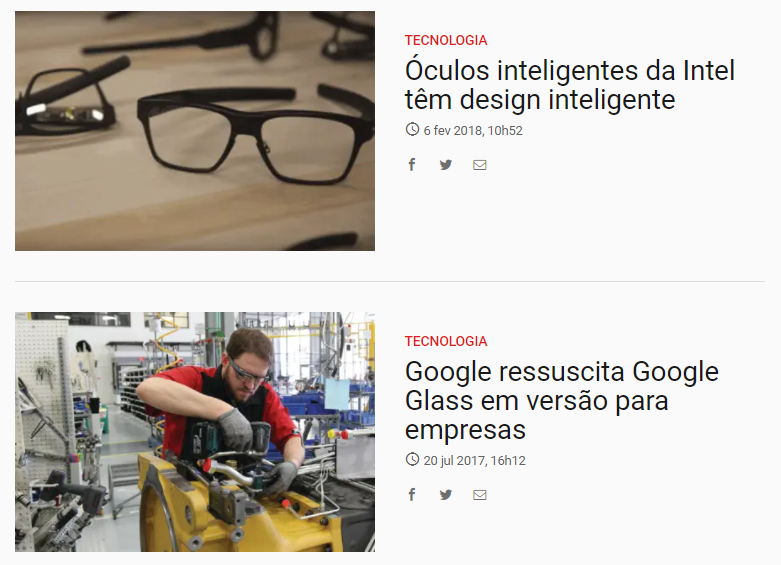 TECNOLOGIA
Óculos inteligentes da Intel
têm design inteligente
6 fev 2018, 10h52
TECNOLOGIA
Google ressuscita Google
Glass em versão para
empresas
20 jul 2017, 16h12